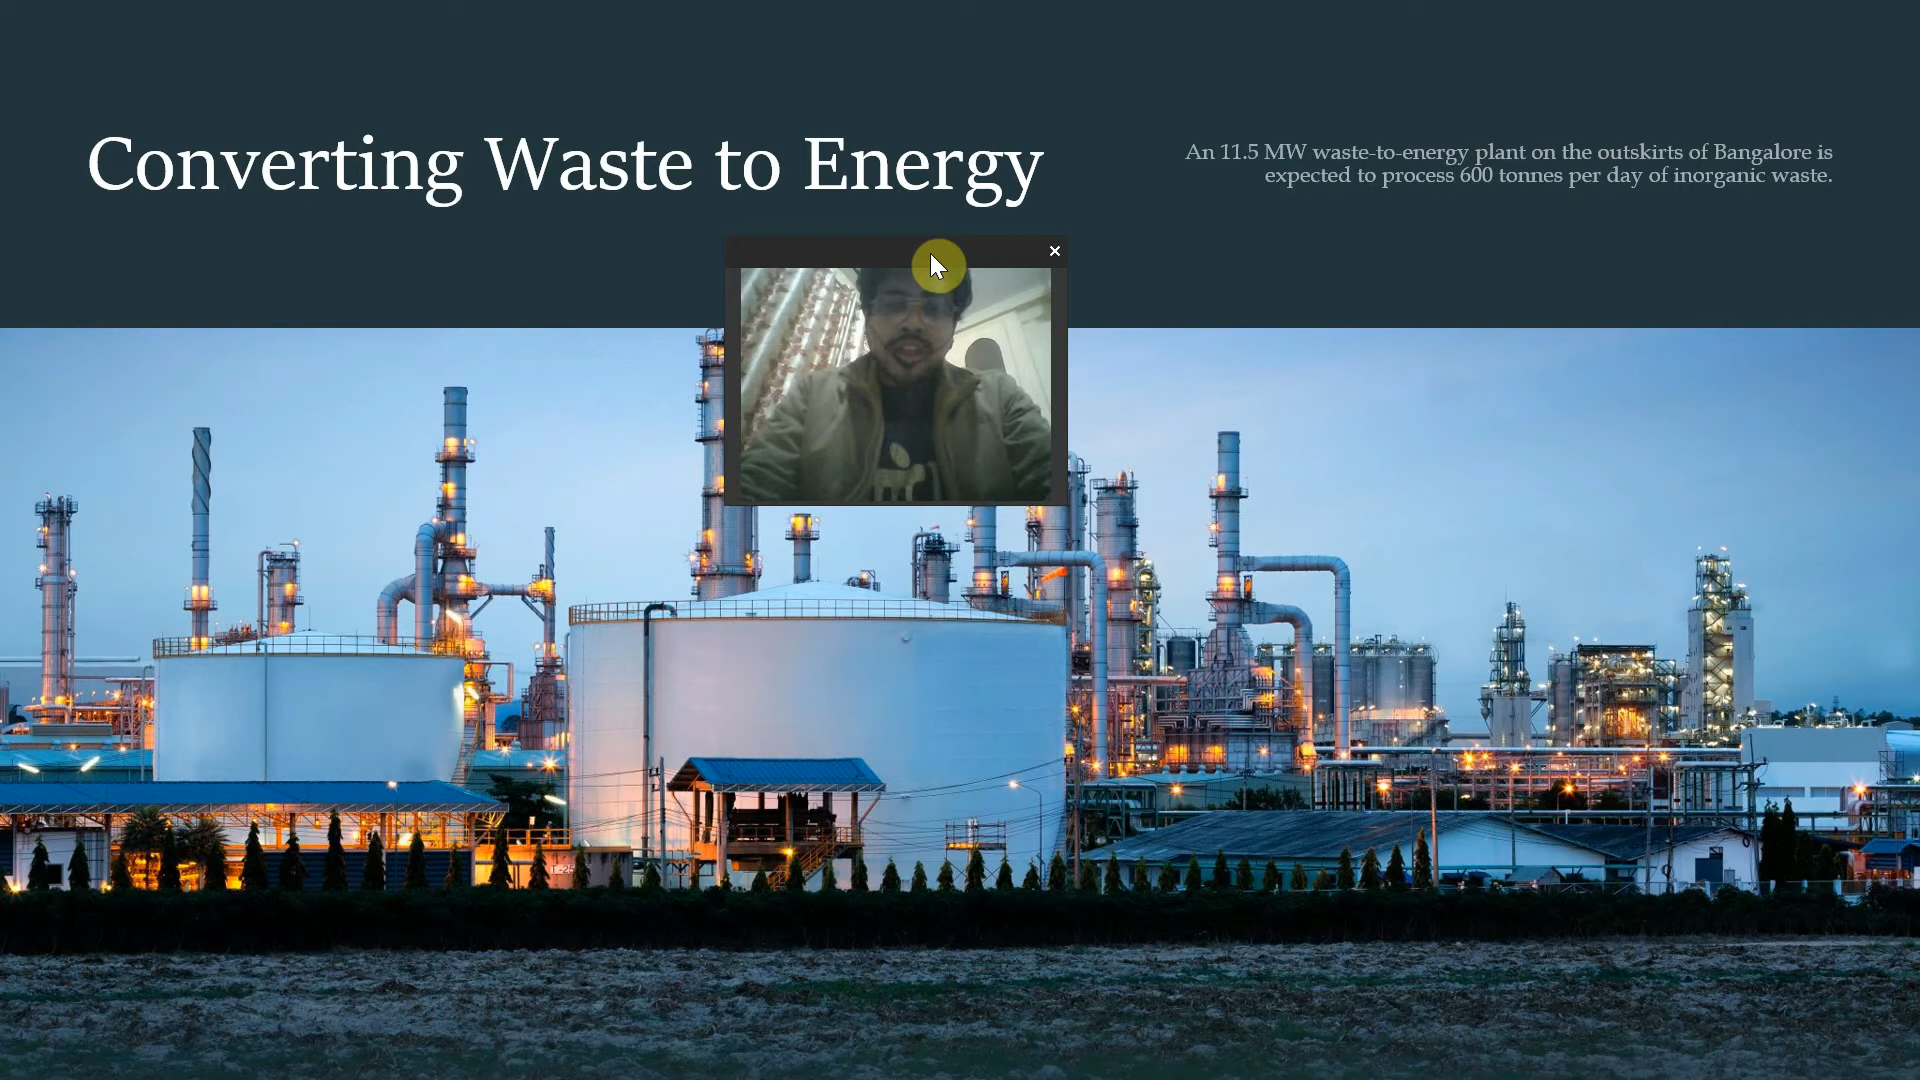 Converting Waste to Energy
An 11.5 MW waste-to-energy plant on the outskirts of Bangalore is
expected to process 600 tonnes per day of inorganic waste.
T-25